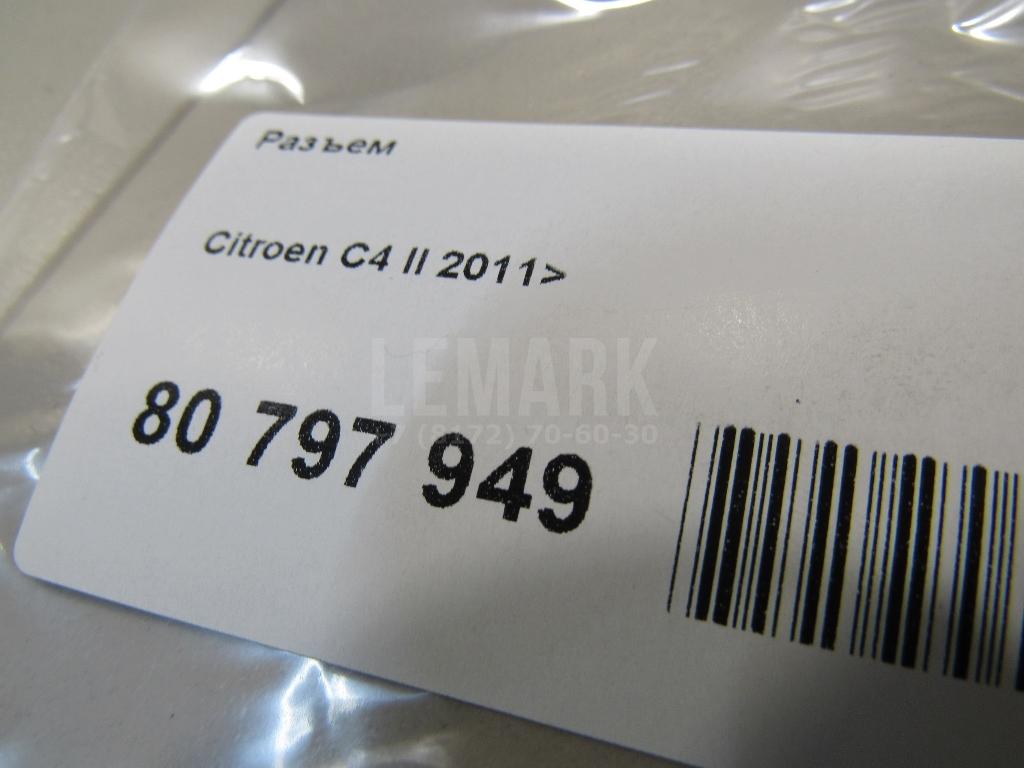 Разъем
Citroen C4 II 2011>
LEMARK
(8172) 70-60-30
80 797 949